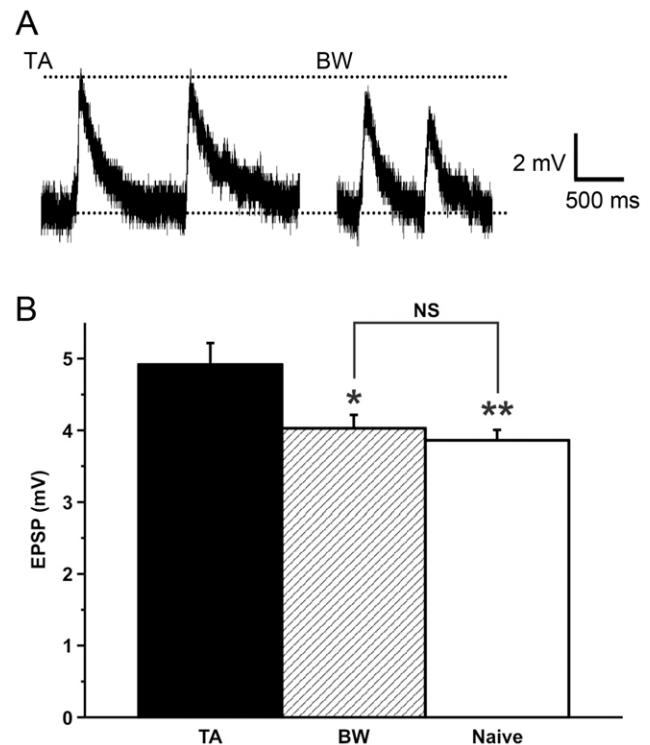 A
TA BW
2 mV
500 ms
B
NS
5
*
**
4
3
EPSP (mV)
2
1
0
TA BW Naive